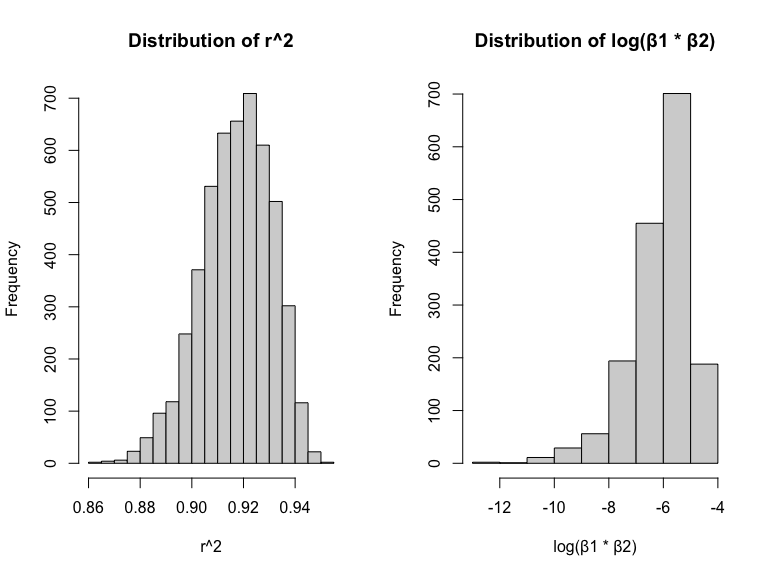 Distribution of r^2
Frequency
0 100 200 300 400 500 600 700
0.86 0.88 0.90 0.92 0.94
r^2
Distribution of log(β1 * β2)
Frequency
0 100 200 300 400 500 600 700
-12 -10 -8 -6 -4
log(β1 * β2)